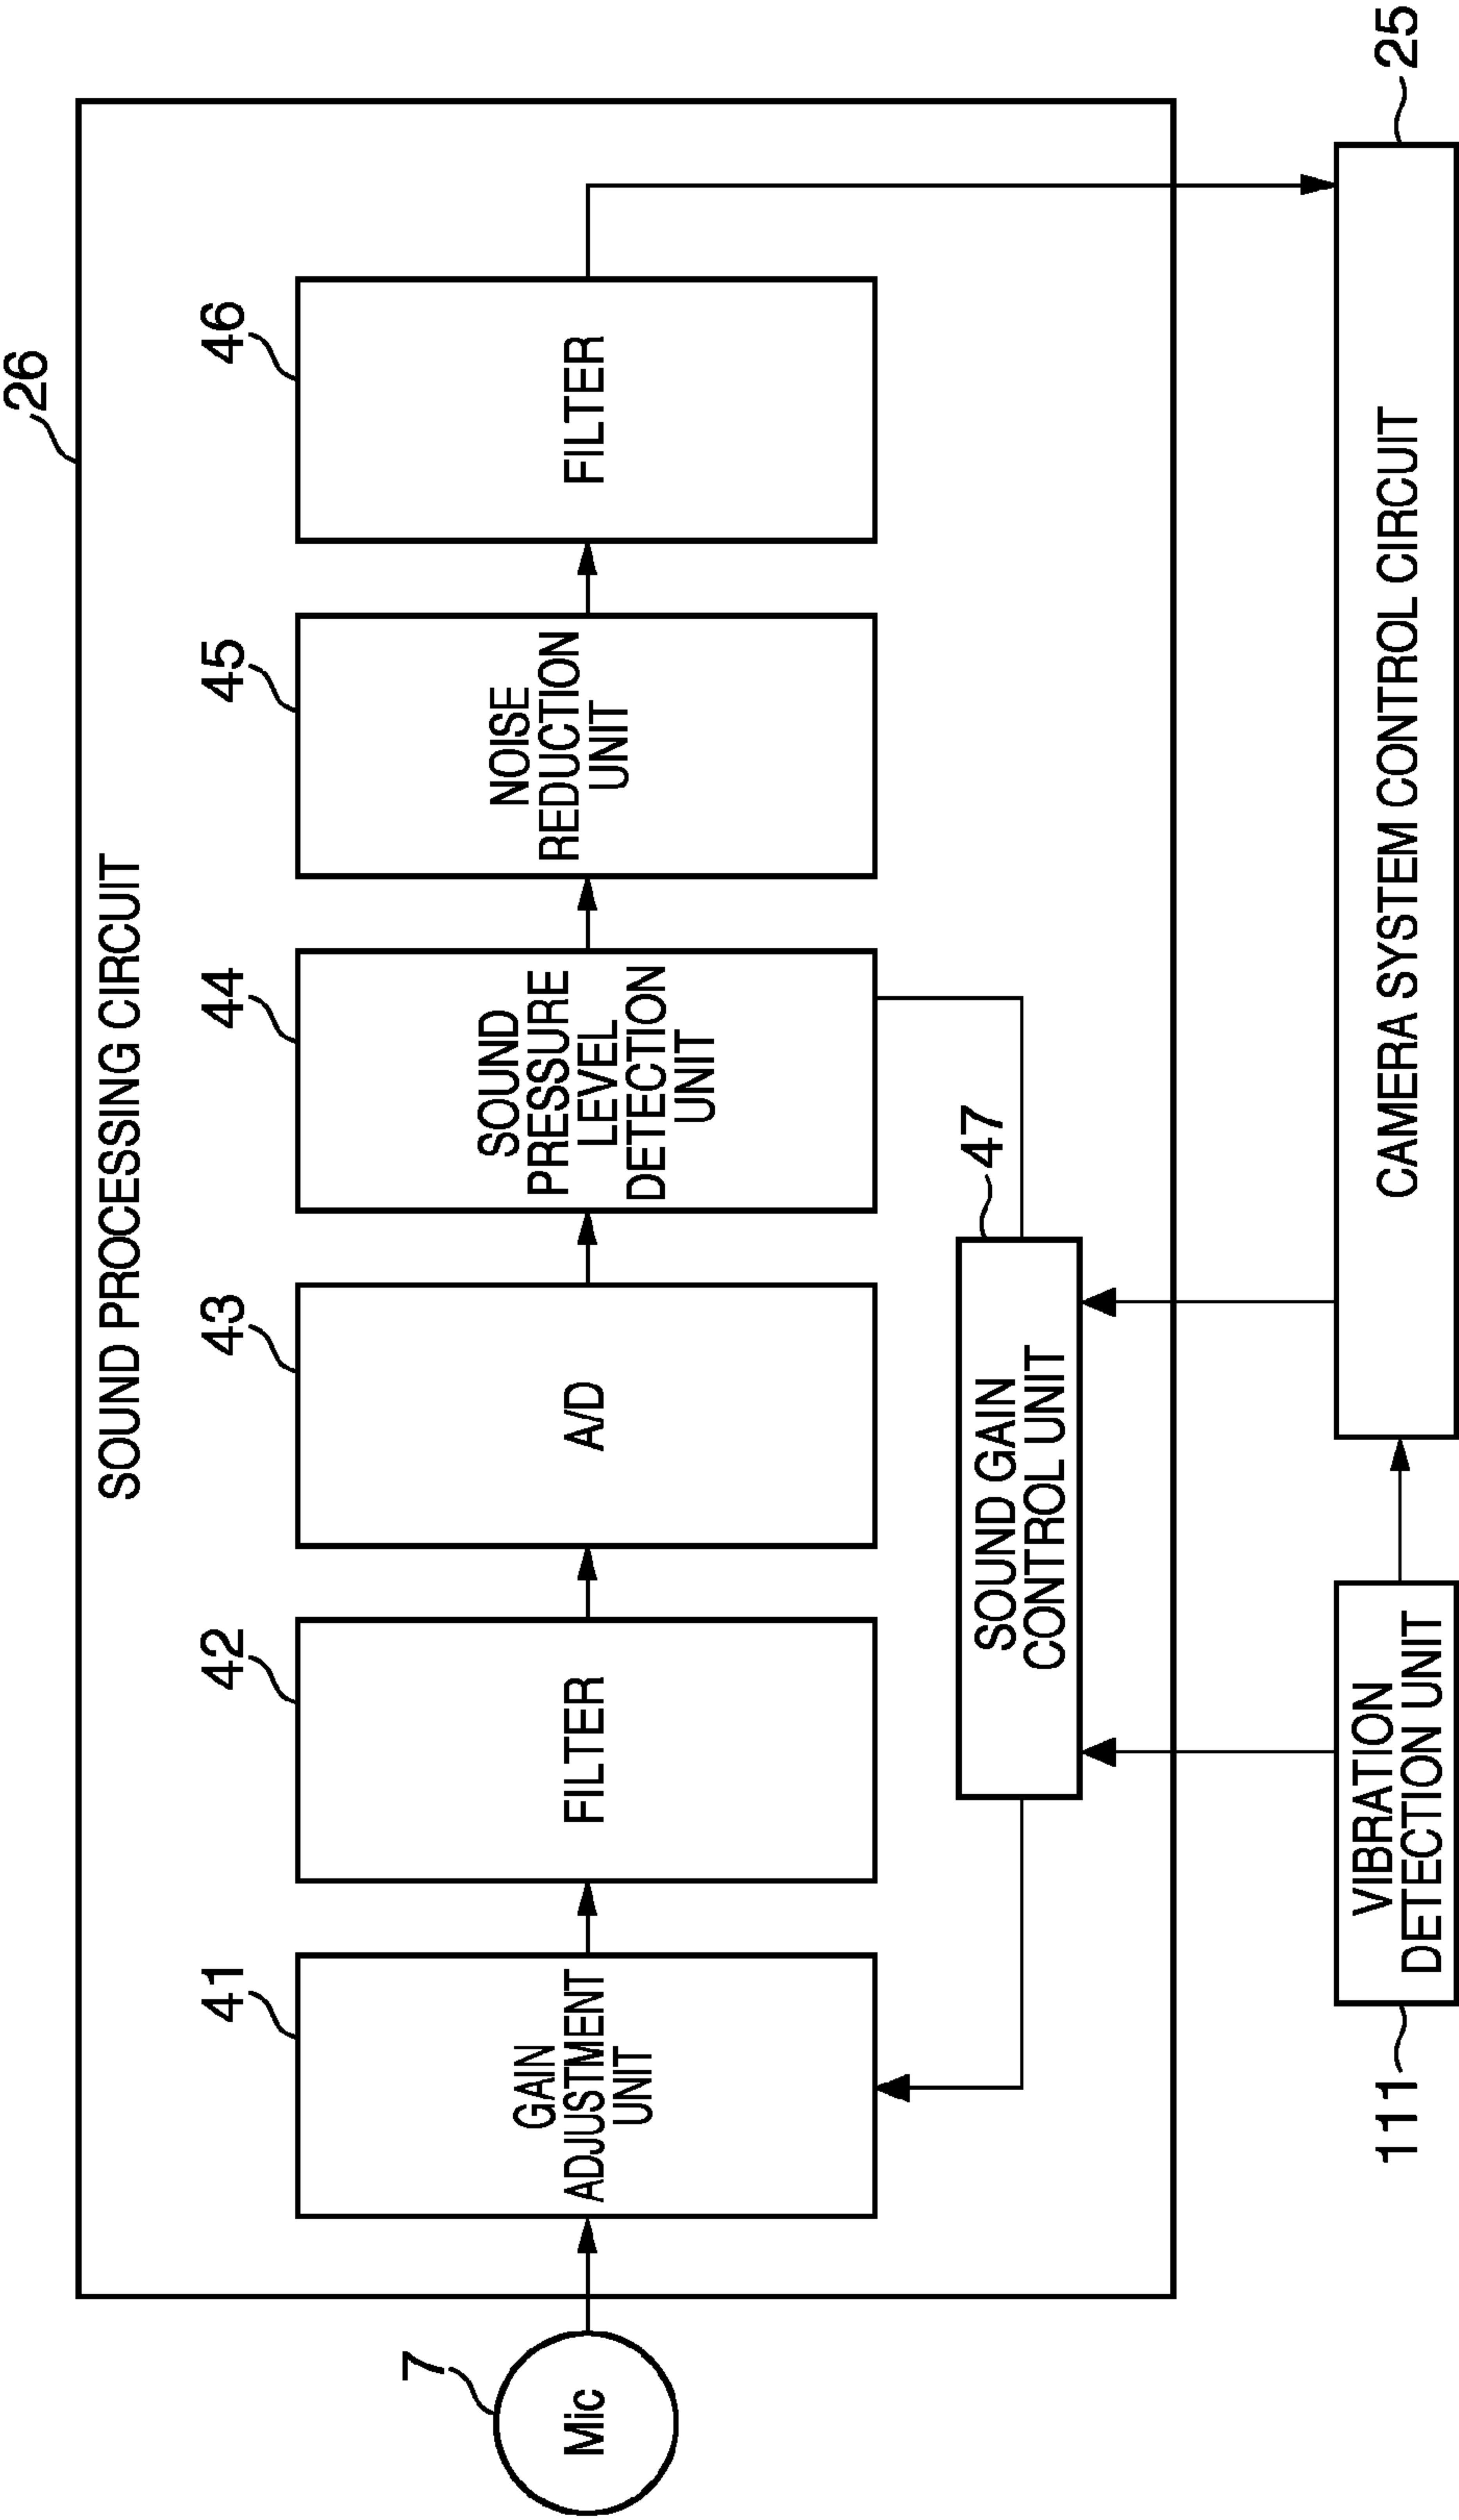 26
SOUND PROCESSING CIRCUIT
41
42
43
44
45
46
7
Mic
GAIN
ADJUSTMENT
UNIT
FILTER
A/D
SOUND
PRESSURE
LEVEL
DETECTION
UNIT
NOISE
REDUCTION
UNIT
FILTER
47
SOUND GAIN
CONTROL UNIT
111
VIBRATION
DETECTION UNIT
CAMERA SYSTEM CONTROL CIRCUIT
25